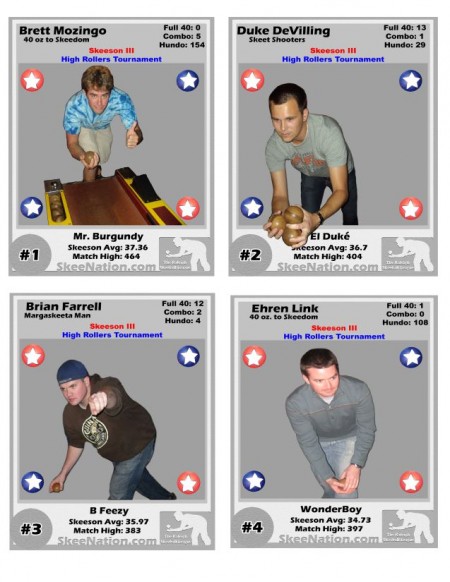 Brett Mozingo
40 oz to Skeedom
Full 40: 0
Combo: 5
Hundo: 154
Skeeson III
High Rollers Tournament
Mr. Burgundy
Skeeson Avg: 37.36
Match High: 464
#1
SkeeNation.com
Duke DeVilling
Skeet Shooters
Full 40: 13
Combo: 1
Hundo: 29
Skeeson III
High Rollers Tournament
El Duké
Skeeson Avg: 36.7
Match High: 404
#2
SkeeNation.com
Brian Farrell
Margaskeeta Man
Full 40: 12
Combo: 2
Hundo: 4
Skeeson III
High Rollers Tournament
B Feezy
Skeeson Avg: 35.97
Match High: 383
#3
SkeeNation.com
Ehren Link
40 oz. to Skeedom
Full 40: 1
Combo: 0
Hundo: 108
Skeeson III
High Rollers Tournament
WonderBoy
Skeeson Avg: 34.73
Match High: 397
#4
SkeeNation.com